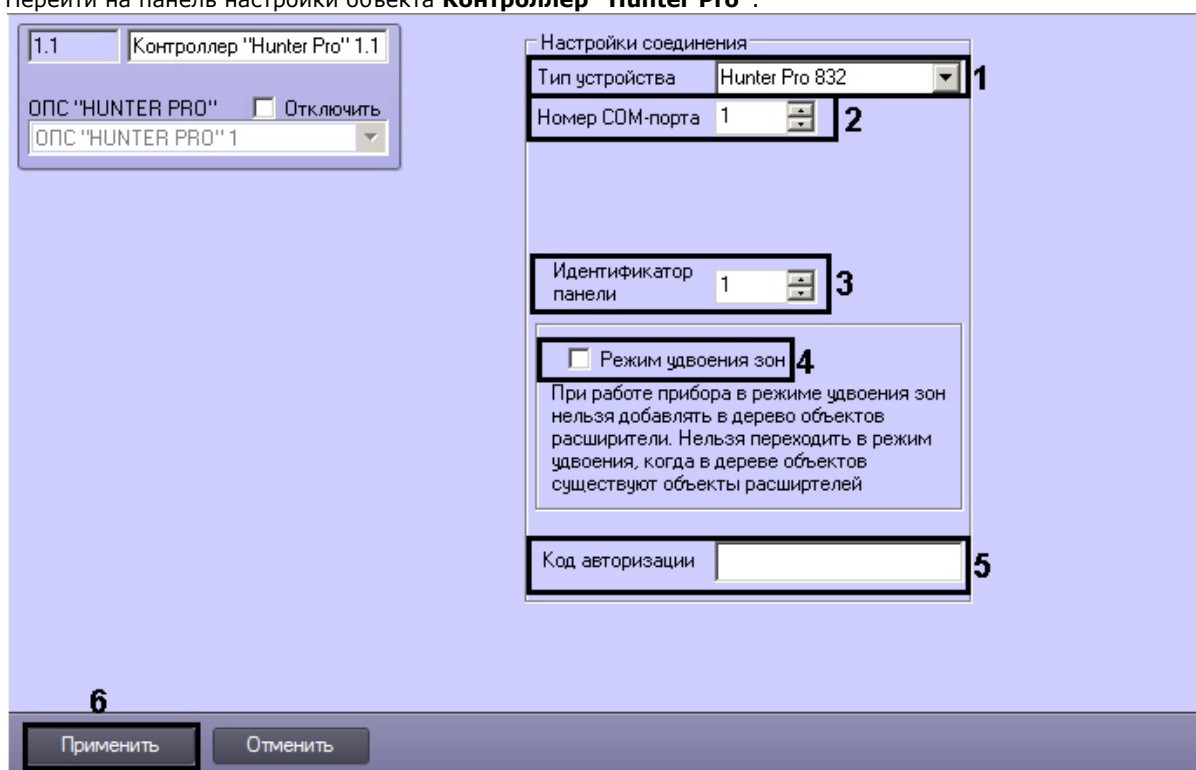 Перейти на панель настройки объекта Контроллер "Hunter Pro".
1.1 Контроллер "Hunter Pro" 1.1
ОПС "HUNTER PRO" Отключить
ОПС "HUNTER PRO" 1
Настройки соединения
Тип устройства Hunter Pro 832 1
Номер COM-порта 1 2
Идентификатор
панели 1 3
Режим удвоения зон 4
При работе прибора в режиме удвоения зон
нельзя добавлять в дерево объектов
расширители. Нельзя переходить в режим
удвоения, когда в дереве объектов
существуют объекты расширтелей
Код авторизации 5
6
Применить Отменить